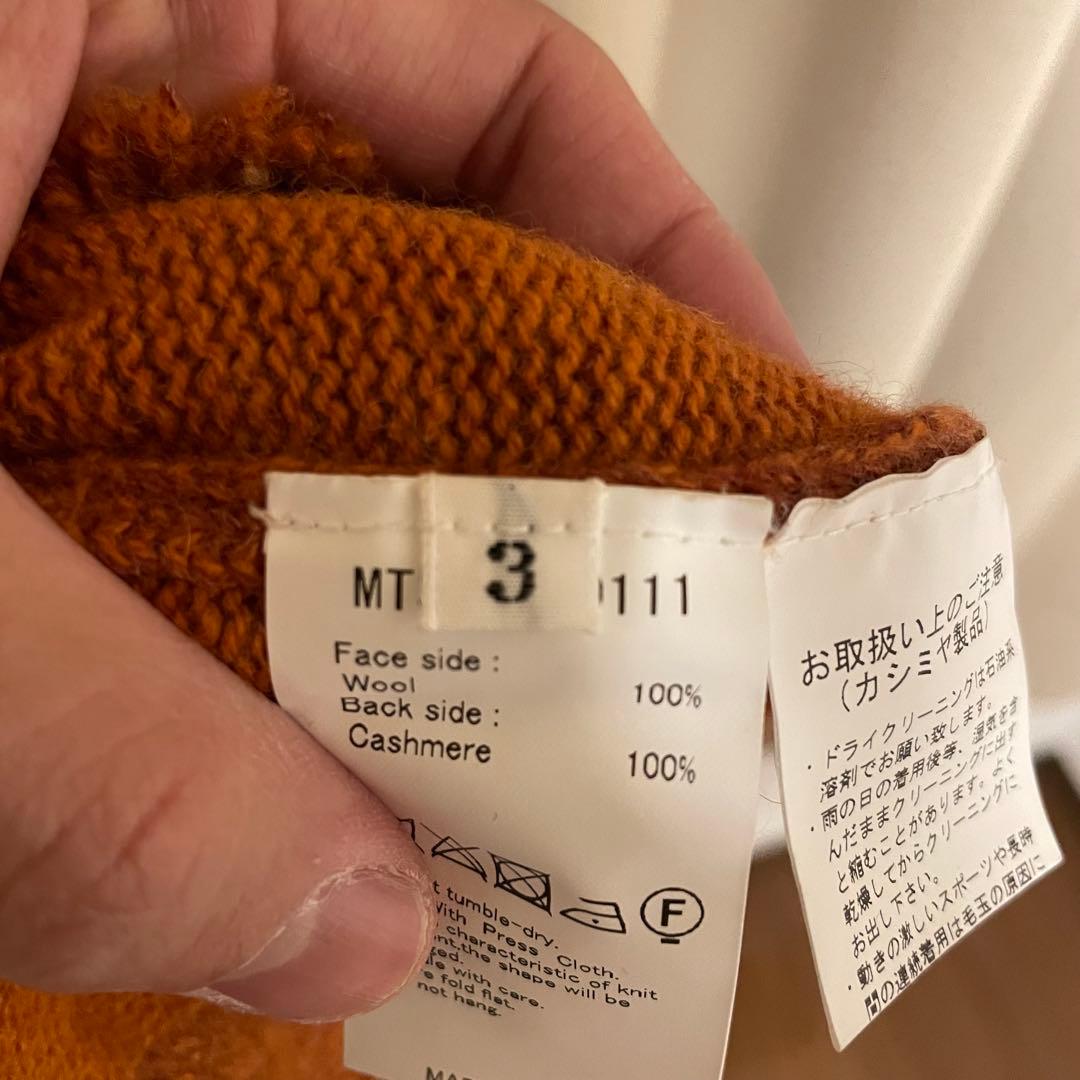 3
MT 111
Face side :
Wool 100%
Back side :
Cashmere 100%
F
tumble-dry.
With Press Cloth.
characteristic of knit
the shape will be
with care.
fold flat.
not hang.
お取扱い上のご注意
（カシミヤ製品）
・ドライクリーニングは石油系
溶剤でお願い致します。
・雨の日の着用後等、湿気を含
んだままクリーニングに出す
と縮むことがあります。よく
乾燥してからクリーニングに
お出し下さい。
・動きの激しいスポーツや長時
間の連続着用は毛玉の原因に